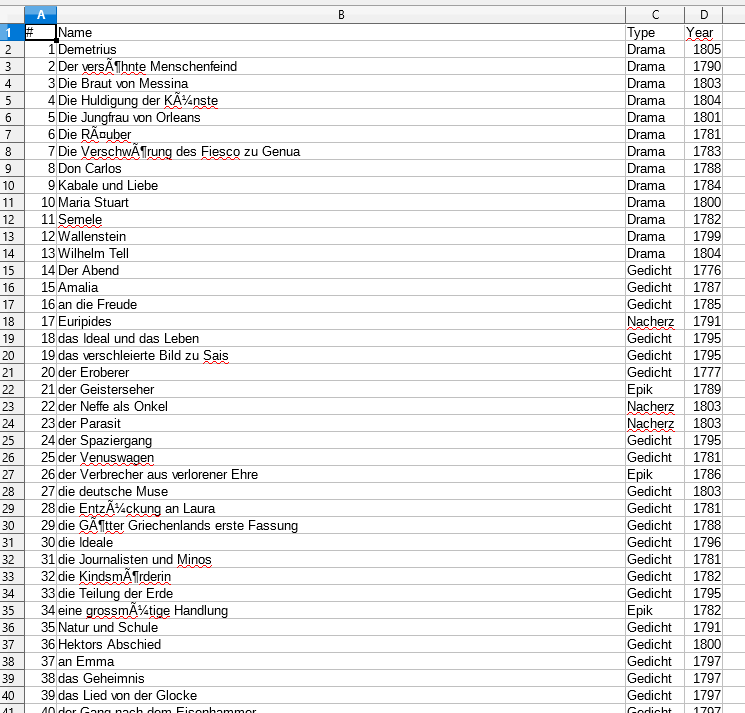 A B C D
1 # Name Type Year
2 1 Demetrius Drama 1805
3 2 Der versÃ¶hnte Menschenfeind Drama 1790
4 3 Die Braut von Messina Drama 1803
5 4 Die Huldigung der KÃ¼nste Drama 1804
6 5 Die Jungfrau von Orleans Drama 1801
7 6 Die RÃ¤uber Drama 1781
8 7 Die VerschwÃ¶rung des Fiesco zu Genua Drama 1783
9 8 Don Carlos Drama 1788
10 9 Kabale und Liebe Drama 1784
11 10 Maria Stuart Drama 1800
12 11 Semele Drama 1782
13 12 Wallenstein Drama 1799
14 13 Wilhelm Tell Drama 1804
15 14 Der Abend Gedicht 1776
16 15 Amalia Gedicht 1787
17 16 an die Freude Gedicht 1785
18 17 Euripides Nacherz 1791
19 18 das Ideal und das Leben Gedicht 1795
20 19 das verschleierte Bild zu Sais Gedicht 1795
21 20 der Eroberer Gedicht 1777
22 21 der Geisterseher Epik 1789
23 22 der Neffe als Onkel Nacherz 1803
24 23 der Parasit Nacherz 1803
25 24 der Spaziergang Gedicht 1795
26 25 der Venuswagen Gedicht 1781
27 26 der Verbrecher aus verlorener Ehre Epik 1786
28 27 die deutsche Muse Gedicht 1803
29 28 die EntzÃ¼ckung an Laura Gedicht 1781
30 29 die GÃ¶tter Griechenlands erste Fassung Gedicht 1788
31 30 die Ideale Gedicht 1796
32 31 die Journalisten und Minos Gedicht 1781
33 32 die KindsmÃ¶rderin Gedicht 1782
34 33 die Teilung der Erde Gedicht 1795
35 34 eine grossmÃ¼tige Handlung Epik 1782
36 35 Natur und Schule Gedicht 1791
37 36 Hektors Abschied Gedicht 1800
38 37 an Emma Gedicht 1797
39 38 das Geheimnis Gedicht 1797
40 39 das Lied von der Glocke Gedicht 1797
41 40 der Gang nach dem Eisenhammer Gedicht 1797